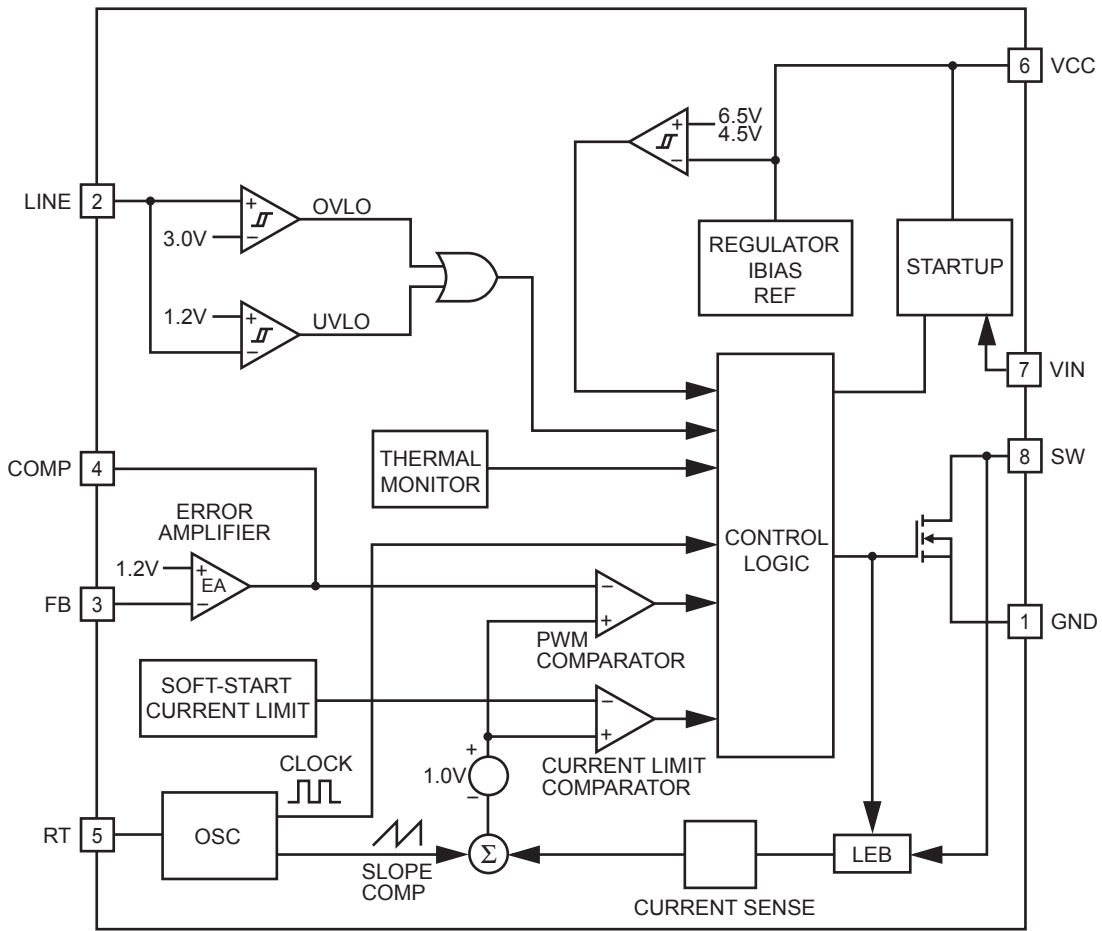 6 VCC
6.5V
4.5V
+
−
LINE 2
+
OVLO
3.0V −
REGULATOR
IBIAS
REF
STARTUP
1.2V +
UVLO
−
7 VIN
COMP 4
THERMAL
MONITOR
8 SW
ERROR
AMPLIFIER
CONTROL
LOGIC
1.2V +
EA
−
FB 3
−
+
1 GND
PWM
COMPARATOR
SOFT-START
CURRENT LIMIT
−
+
CURRENT LIMIT
COMPARATOR
CLOCK
+
1.0V
−
RT 5
OSC
SLOPE
COMP
Σ
LEB
CURRENT SENSE